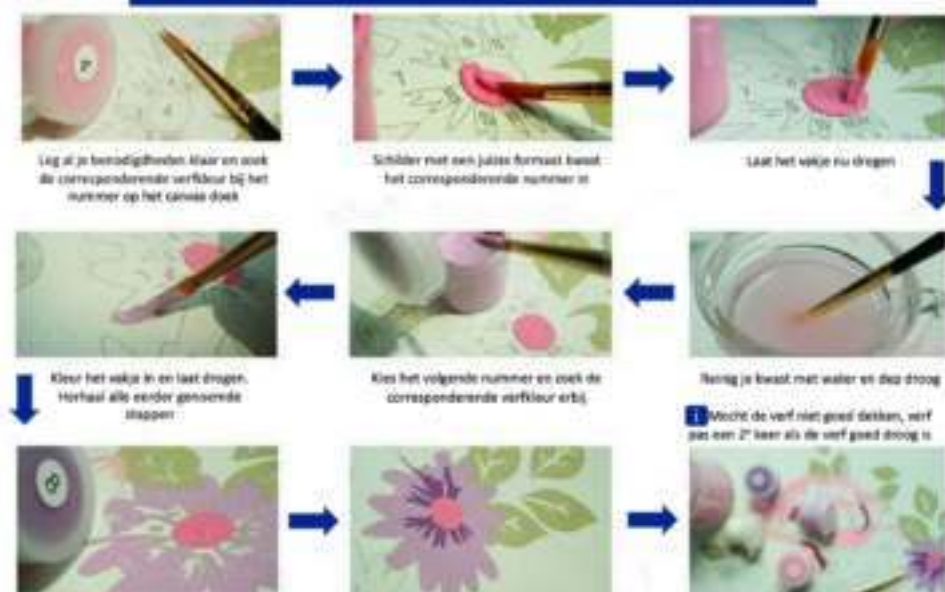 Leg al je benodigdheden klaar en zoek
de corresponderende verfkleur bij het
nummer op het canvas doek
Schilder met een juiste formaat kwast
het corresponderende nummer in
Laat het vakje nu drogen
Kleur het vakje in en laat drogen.
Herhaal alle eerder genoemde
stappen
Kies het volgende nummer en zoek de
corresponderende verfkleur erbij
Reinig je kwast met water en dep droog
i Mocht de verf niet goed dekken, verf
pas een 2e keer als de verf goed droog is